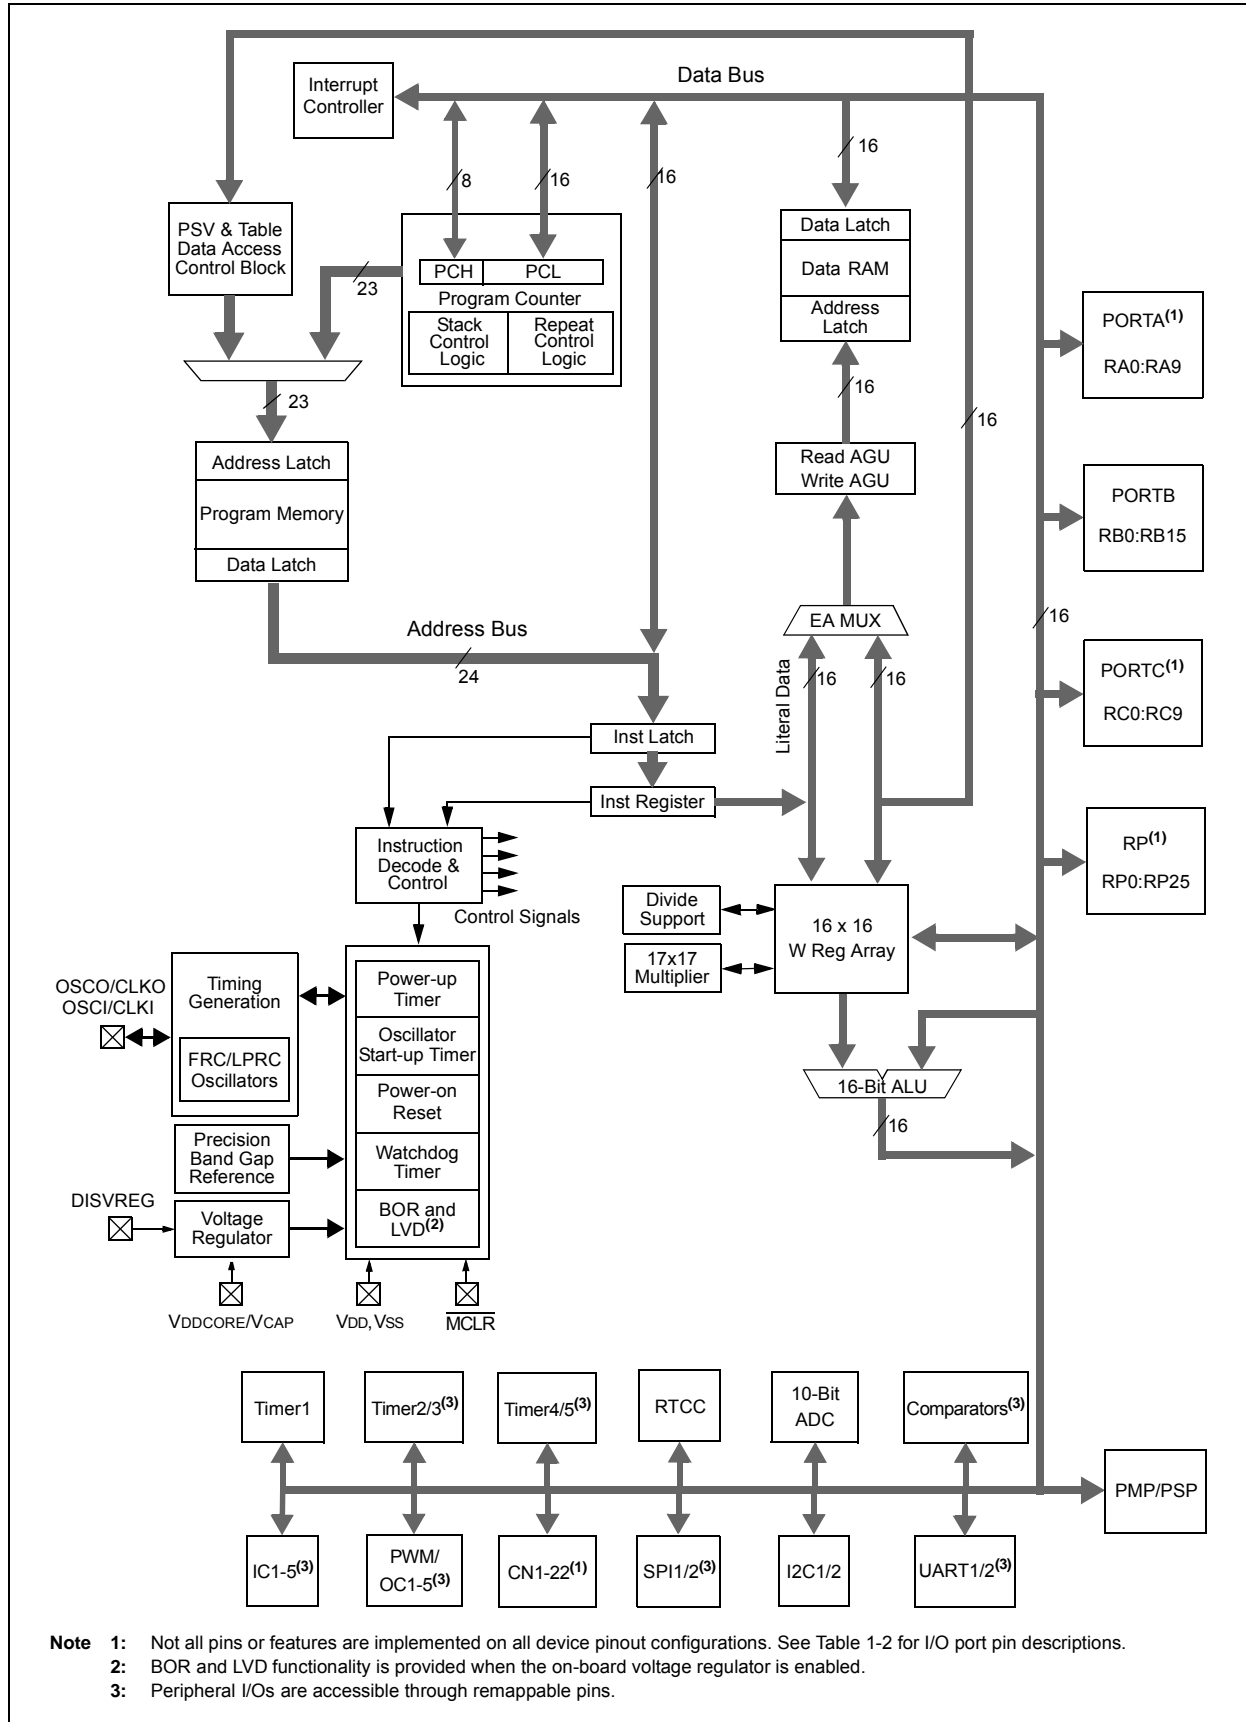 Data Bus
Interrupt
Controller
8
16
16
16
PSV & Table
Data Access
Control Block
23
PCH
PCL
Program Counter
Stack
Control
Logic
Repeat
Control
Logic
Data Latch
Data RAM
Address
Latch
16
23
Address Latch
Program Memory
Data Latch
Read AGU
Write AGU
16
PORTA(1)
RA0:RA9
PORTB
RB0:RB15
16
PORTC(1)
RC0:RC9
RP(1)
RP0:RP25
Address Bus
24
EA MUX
Literal Data
16
16
Inst Latch
Inst Register
Instruction
Decode &
Control
Control Signals
Divide
Support
17x17
Multiplier
16 x 16
W Reg Array
16-Bit ALU
16
OSCO/CLKO
OSCI/CLKI
Timing
Generation
FRC/LPRC
Oscillators
Power-up
Timer
Oscillator
Start-up Timer
Power-on
Reset
Watchdog
Timer
BOR and
LVD(2)
Precision
Band Gap
Reference
DISVREG
Voltage
Regulator
VDDCORE/VCAP
VDD, VSS
MCLR
Timer1
Timer2/3(3)
Timer4/5(3)
RTCC
10-Bit
ADC
Comparators(3)
PMP/PSP
IC1-5(3)
PWM/
OC1-5(3)
CN1-22(1)
SPI1/2(3)
I2C1/2
UART1/2(3)
Note 1: Not all pins or features are implemented on all device pinout configurations. See Table 1-2 for I/O port pin descriptions.
2: BOR and LVD functionality is provided when the on-board voltage regulator is enabled.
3: Peripheral I/Os are accessible through remappable pins.